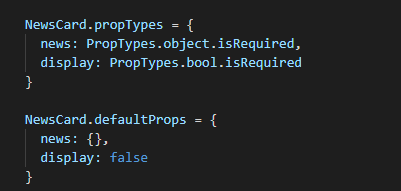 NewsCard.propTypes = {
  news: PropTypes.object.isRequired,
  display: PropTypes.bool.isRequired
}

NewsCard.defaultProps = {
  news: {},
  display: false
}